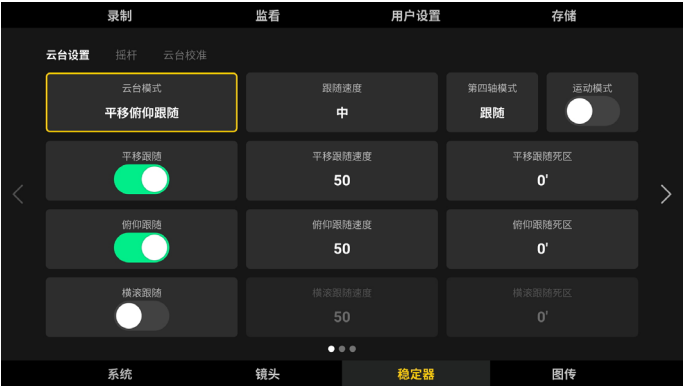 录制 监看 用户设置 存储
云台设置 摇杆 云台校准
云台模式 跟随速度 第四轴模式 运动模式
平移俯仰跟随 中 跟随
平移跟随 平移跟随速度 平移跟随死区
50 0'
俯仰跟随 俯仰跟随速度 俯仰跟随死区
50 0'
横滚跟随 横滚跟随速度 横滚跟随死区
50 0'
系统 镜头 稳定器 图传